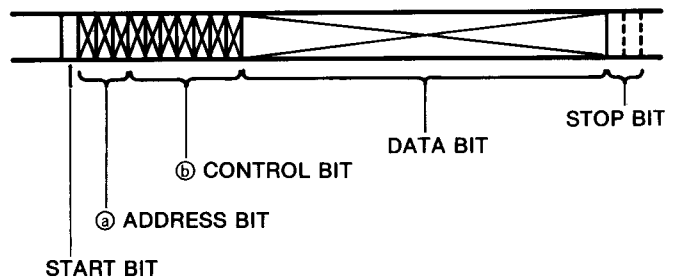 STOP BIT
DATA BIT
ⓑ CONTROL BIT
ⓐ ADDRESS BIT
START BIT